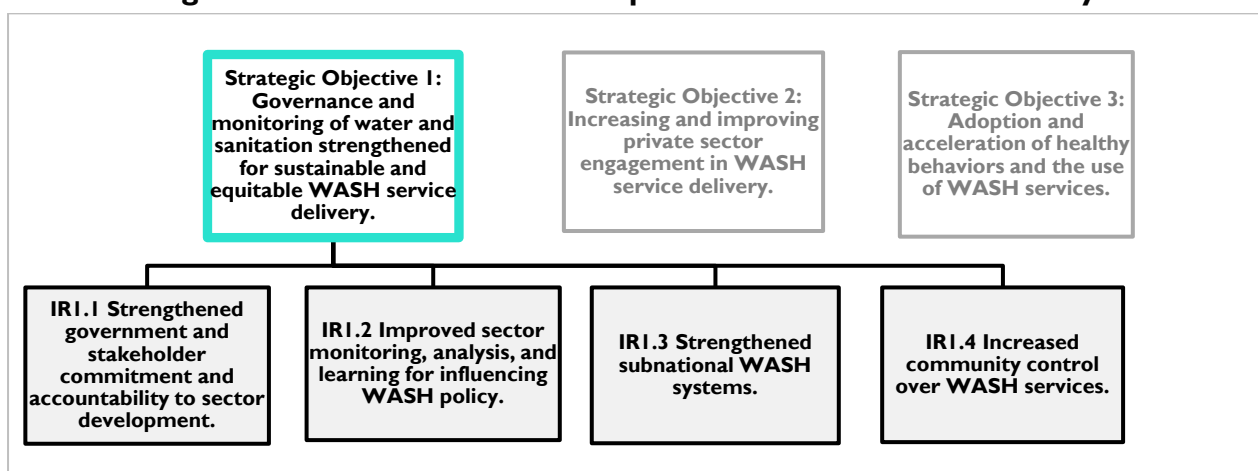 Strategic Objective 1:
Governance and
monitoring of water and
sanitation strengthened
for sustainable and
equitable WASH service
delivery.
Strategic Objective 2:
Increasing and improving
private sector
engagement in WASH
service delivery.
Strategic Objective 3:
Adoption and
acceleration of healthy
behaviors and the use
of WASH services.
IR1.1 Strengthened
government and
stakeholder
commitment and
accountability to sector
development.
IR1.2 Improved sector
monitoring, analysis, and
learning for influencing
WASH policy.
IR1.3 Strengthened
subnational WASH
systems.
IR1.4 Increased
community control
over WASH services.